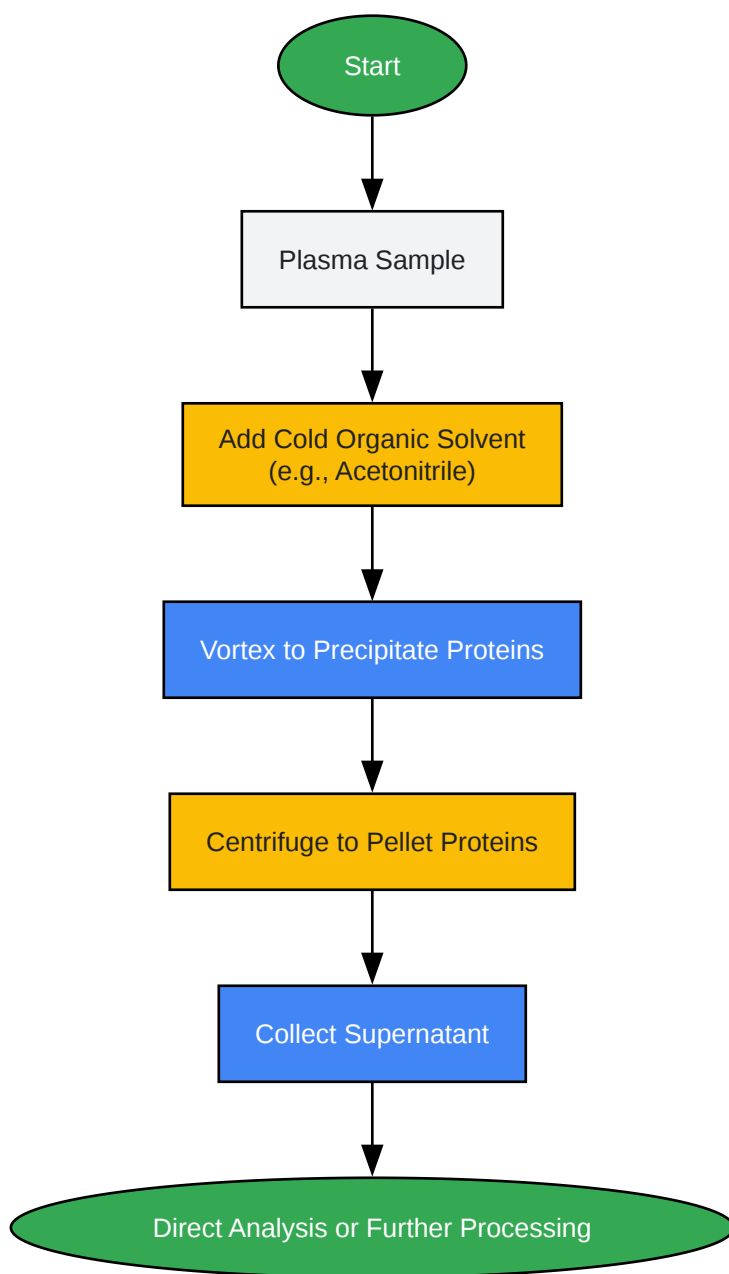 Start
Plasma Sample
Add Cold Organic Solvent
(e.g., Acetonitrile)
Vortex to Precipitate Proteins
Centrifuge to Pellet Proteins
Collect Supernatant
Direct Analysis or Further Processing